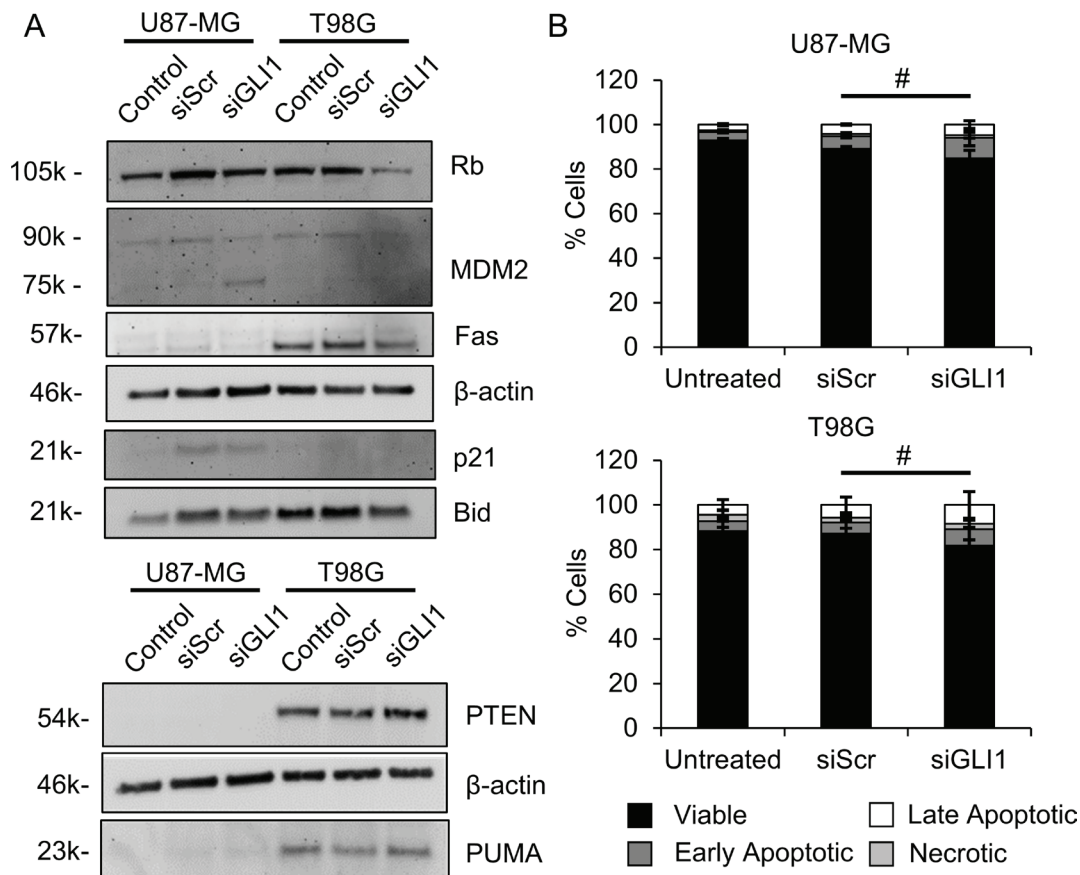 A
U87-MG T98G
Control siScr siGLI1 Control siScr siGLI1
105k - Rb
90k -
MDM2
75k -
57k- Fas
46k- β-actin
21k- p21
21k- Bid
U87-MG T98G
Control siScr siGLI1 Control siScr siGLI1
54k- PTEN
46k- β-actin
23k- PUMA
B
U87-MG
#
120
100
80
60
40
20
0
% Cells
Untreated siScr siGLI1
T98G
#
120
100
80
60
40
20
0
% Cells
Untreated siScr siGLI1
Viable Late Apoptotic
Early Apoptotic Necrotic